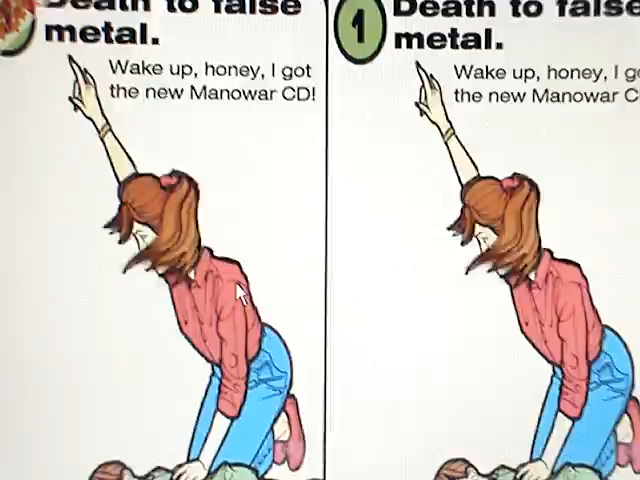 Death to false
metal.
Wake up, honey, I got
the new Manowar CD!
1
Death to false
metal.
Wake up, honey, I
the new Manowar